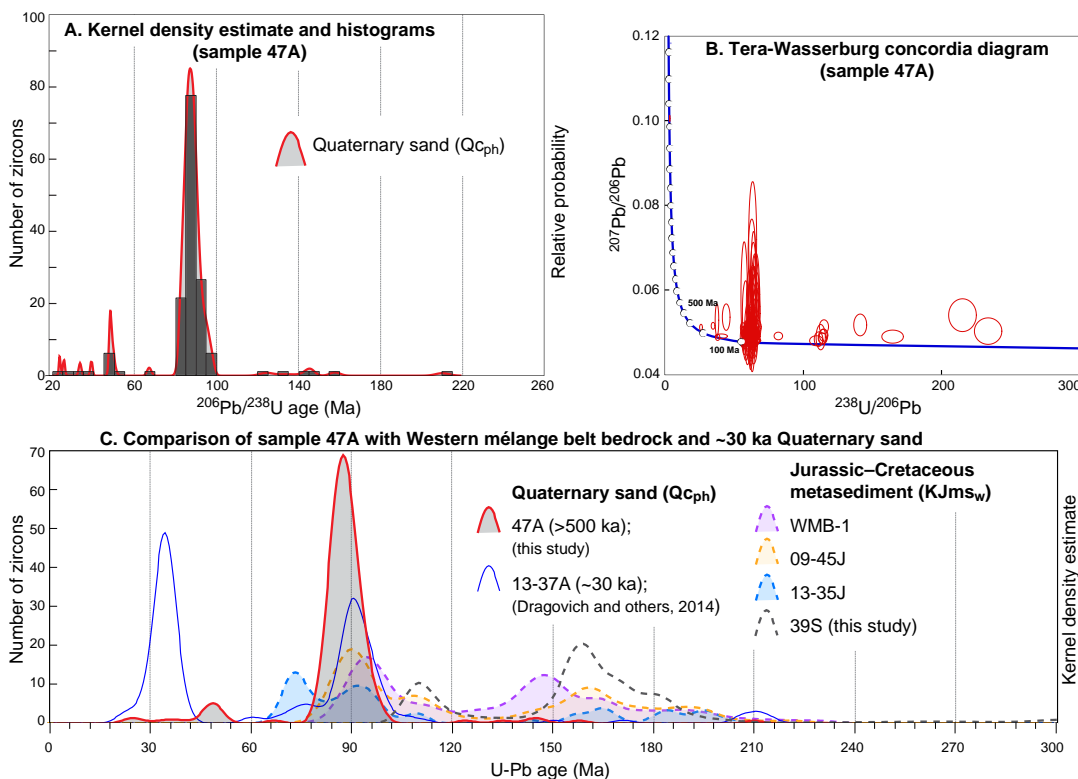 A. Kernel density estimate and histograms
(sample 47A)
Number of zircons
100
80
60
40
20
0
20
60
100
140
180
220
260
206Pb/238U age (Ma)
Relative probability
Quaternary sand (Qcph)
B. Tera-Wasserburg concordia diagram
(sample 47A)
207Pb/206Pb
0.12
0.10
0.08
0.06
0.04
500 Ma
100 Ma
0
100
200
300
238U/206Pb
C. Comparison of sample 47A with Western mélange belt bedrock and ~30 ka Quaternary sand
Number of zircons
70
60
50
40
30
20
10
0
0
30
60
90
120
150
180
210
240
270
300
U-Pb age (Ma)
Kernel density estimate
Quaternary sand (Qcph)
47A (>500 ka);
(this study)
13-37A (~30 ka);
(Dragovich and others, 2014)
Jurassic–Cretaceous
metasediment (KJmsw)
WMB-1
09-45J
13-35J
39S (this study)